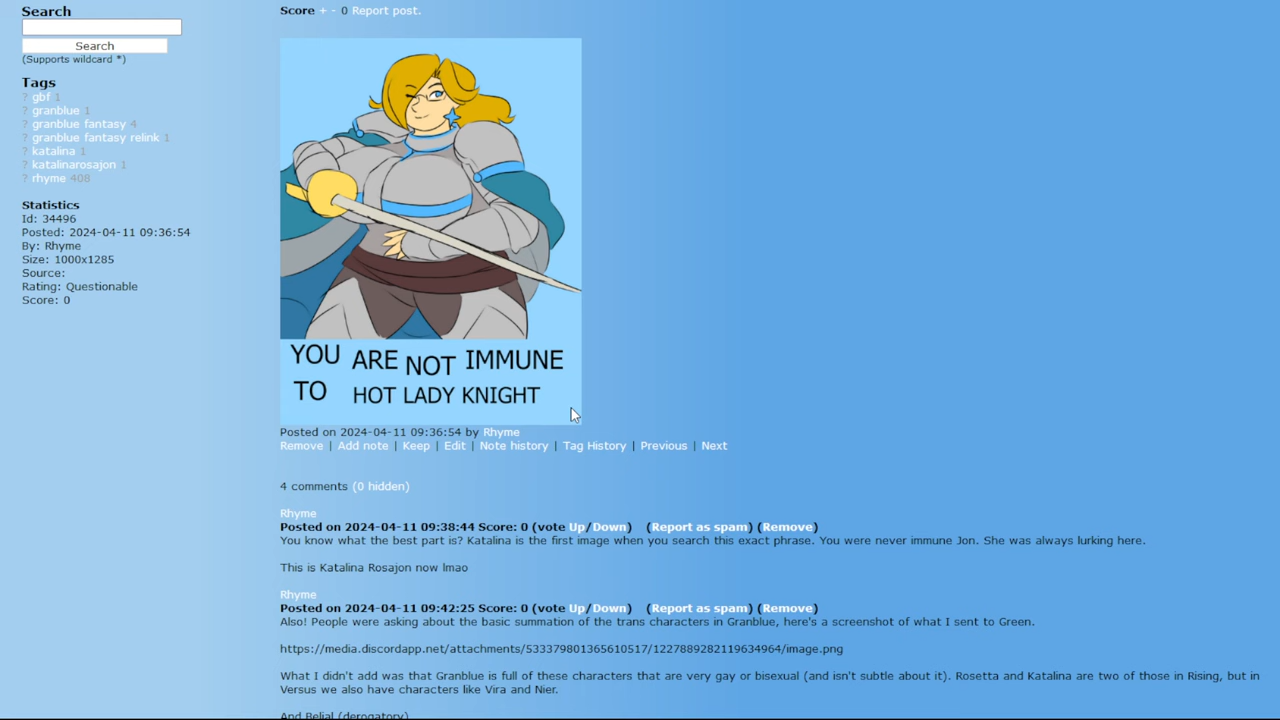 Search
Search
(Supports wildcard *)
Tags
? gbf 1
? granblue 1
? granblue fantasy 4
? granblue fantasy relink 1
? katalina 1
? katalinarosajon 1
? rhyme 408
Statistics
Id: 34496
Posted: 2024-04-11 09:36:54
By: Rhyme
Size: 1000x1285
Source:
Rating: Questionable
Score: 0
Score + - 0 Report post.
YOU ARE NOT IMMUNE
TO HOT LADY KNIGHT
Posted on 2024-04-11 09:36:54 by Rhyme
Remove | Add note | Keep | Edit | Note history | Tag History | Previous | Next
4 comments (0 hidden)
Rhyme
Posted on 2024-04-11 09:38:44 Score: 0 (vote Up/Down) (Report as spam) (Remove)
You know what the best part is? Katalina is the first image when you search this exact phrase. You were never immune Jon. She was always lurking here.
This is Katalina Rosajon now lmao
Rhyme
Posted on 2024-04-11 09:42:25 Score: 0 (vote Up/Down) (Report as spam) (Remove)
Also! People were asking about the basic summation of the trans characters in Granblue, here's a screenshot of what I sent to Green.
https://media.discordapp.net/attachments/533379801365610517/1227889282119634964/image.png
What I didn't add was that Granblue is full of these characters that are very gay or bisexual (and isn't subtle about it). Rosetta and Katalina are two of those in Rising, but in
Versus we also have characters like Vira and Nier.
And Belial (derogatory)